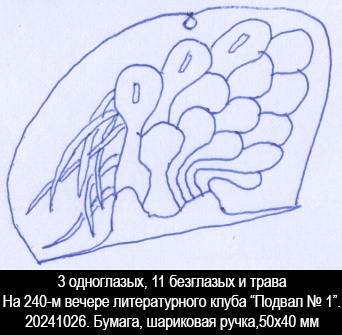 3 одноглазых, 11 безглазых и трава
На 240-м вечере литературного клуба “Подвал № 1”.
20241026. Бумага, шариковая ручка,50х40 мм